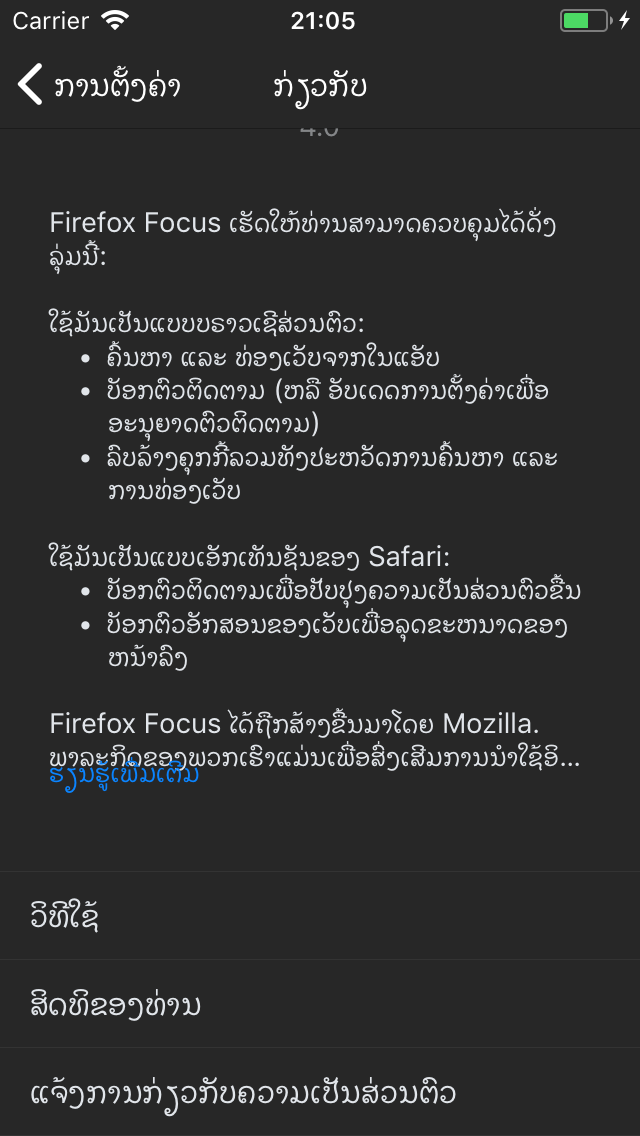 Carrier 21:05
ການຕັ້ງຄ່າ ກ່ຽວກັບ
4.0
Firefox Focus ເຮັດໃຫ້ທ່ານສາມາດຄວບຄຸມໄດ້ດັ່ງ
ລຸ່ມນີ້:
ໃຊ້ມັນເປັນແບບບຣາວເຊີສ່ວນຕົວ:
• ຄົ້ນຫາ ແລະ ທ່ອງເວັບຈາກໃນແອັບ
• ບັອກຕົວຕິດຕາມ (ຫລື ອັບເດດການຕັ້ງຄ່າເພື່ອ
ອະນຸຍາດຕົວຕິດຕາມ)
• ລົບລ້າງຄຸກກີ້ລວມທັງປະຫວັດການຄົ້ນຫາ ແລະ
ການທ່ອງເວັບ
ໃຊ້ມັນເປັນແບບເອັກເທັນຊັນຂອງ Safari:
• ບັອກຕົວຕິດຕາມເພື່ອປັບປຸງຄວາມເປັນສ່ວນຕົວຂື້ນ
• ບັອກຕົວອັກສອນຂອງເວັບເພື່ອລຸດຂະຫນາດຂອງ
ຫນ້າລົງ
Firefox Focus ໄດ້ຖືກສ້າງຂື້ນມາໂດຍ Mozilla.
ພາລະກິດຂອງພວກເຮົາແມ່ນເພື່ອສົ່ງເສີມການນຳໃຊ້ອິ...
ຮຽນຮູ້ເພີ່ມເຕີມ
ວິທີໃຊ້
ສິດທິຂອງທ່ານ
ແຈ້ງການກ່ຽວກັບຄວາມເປັນສ່ວນຕົວ